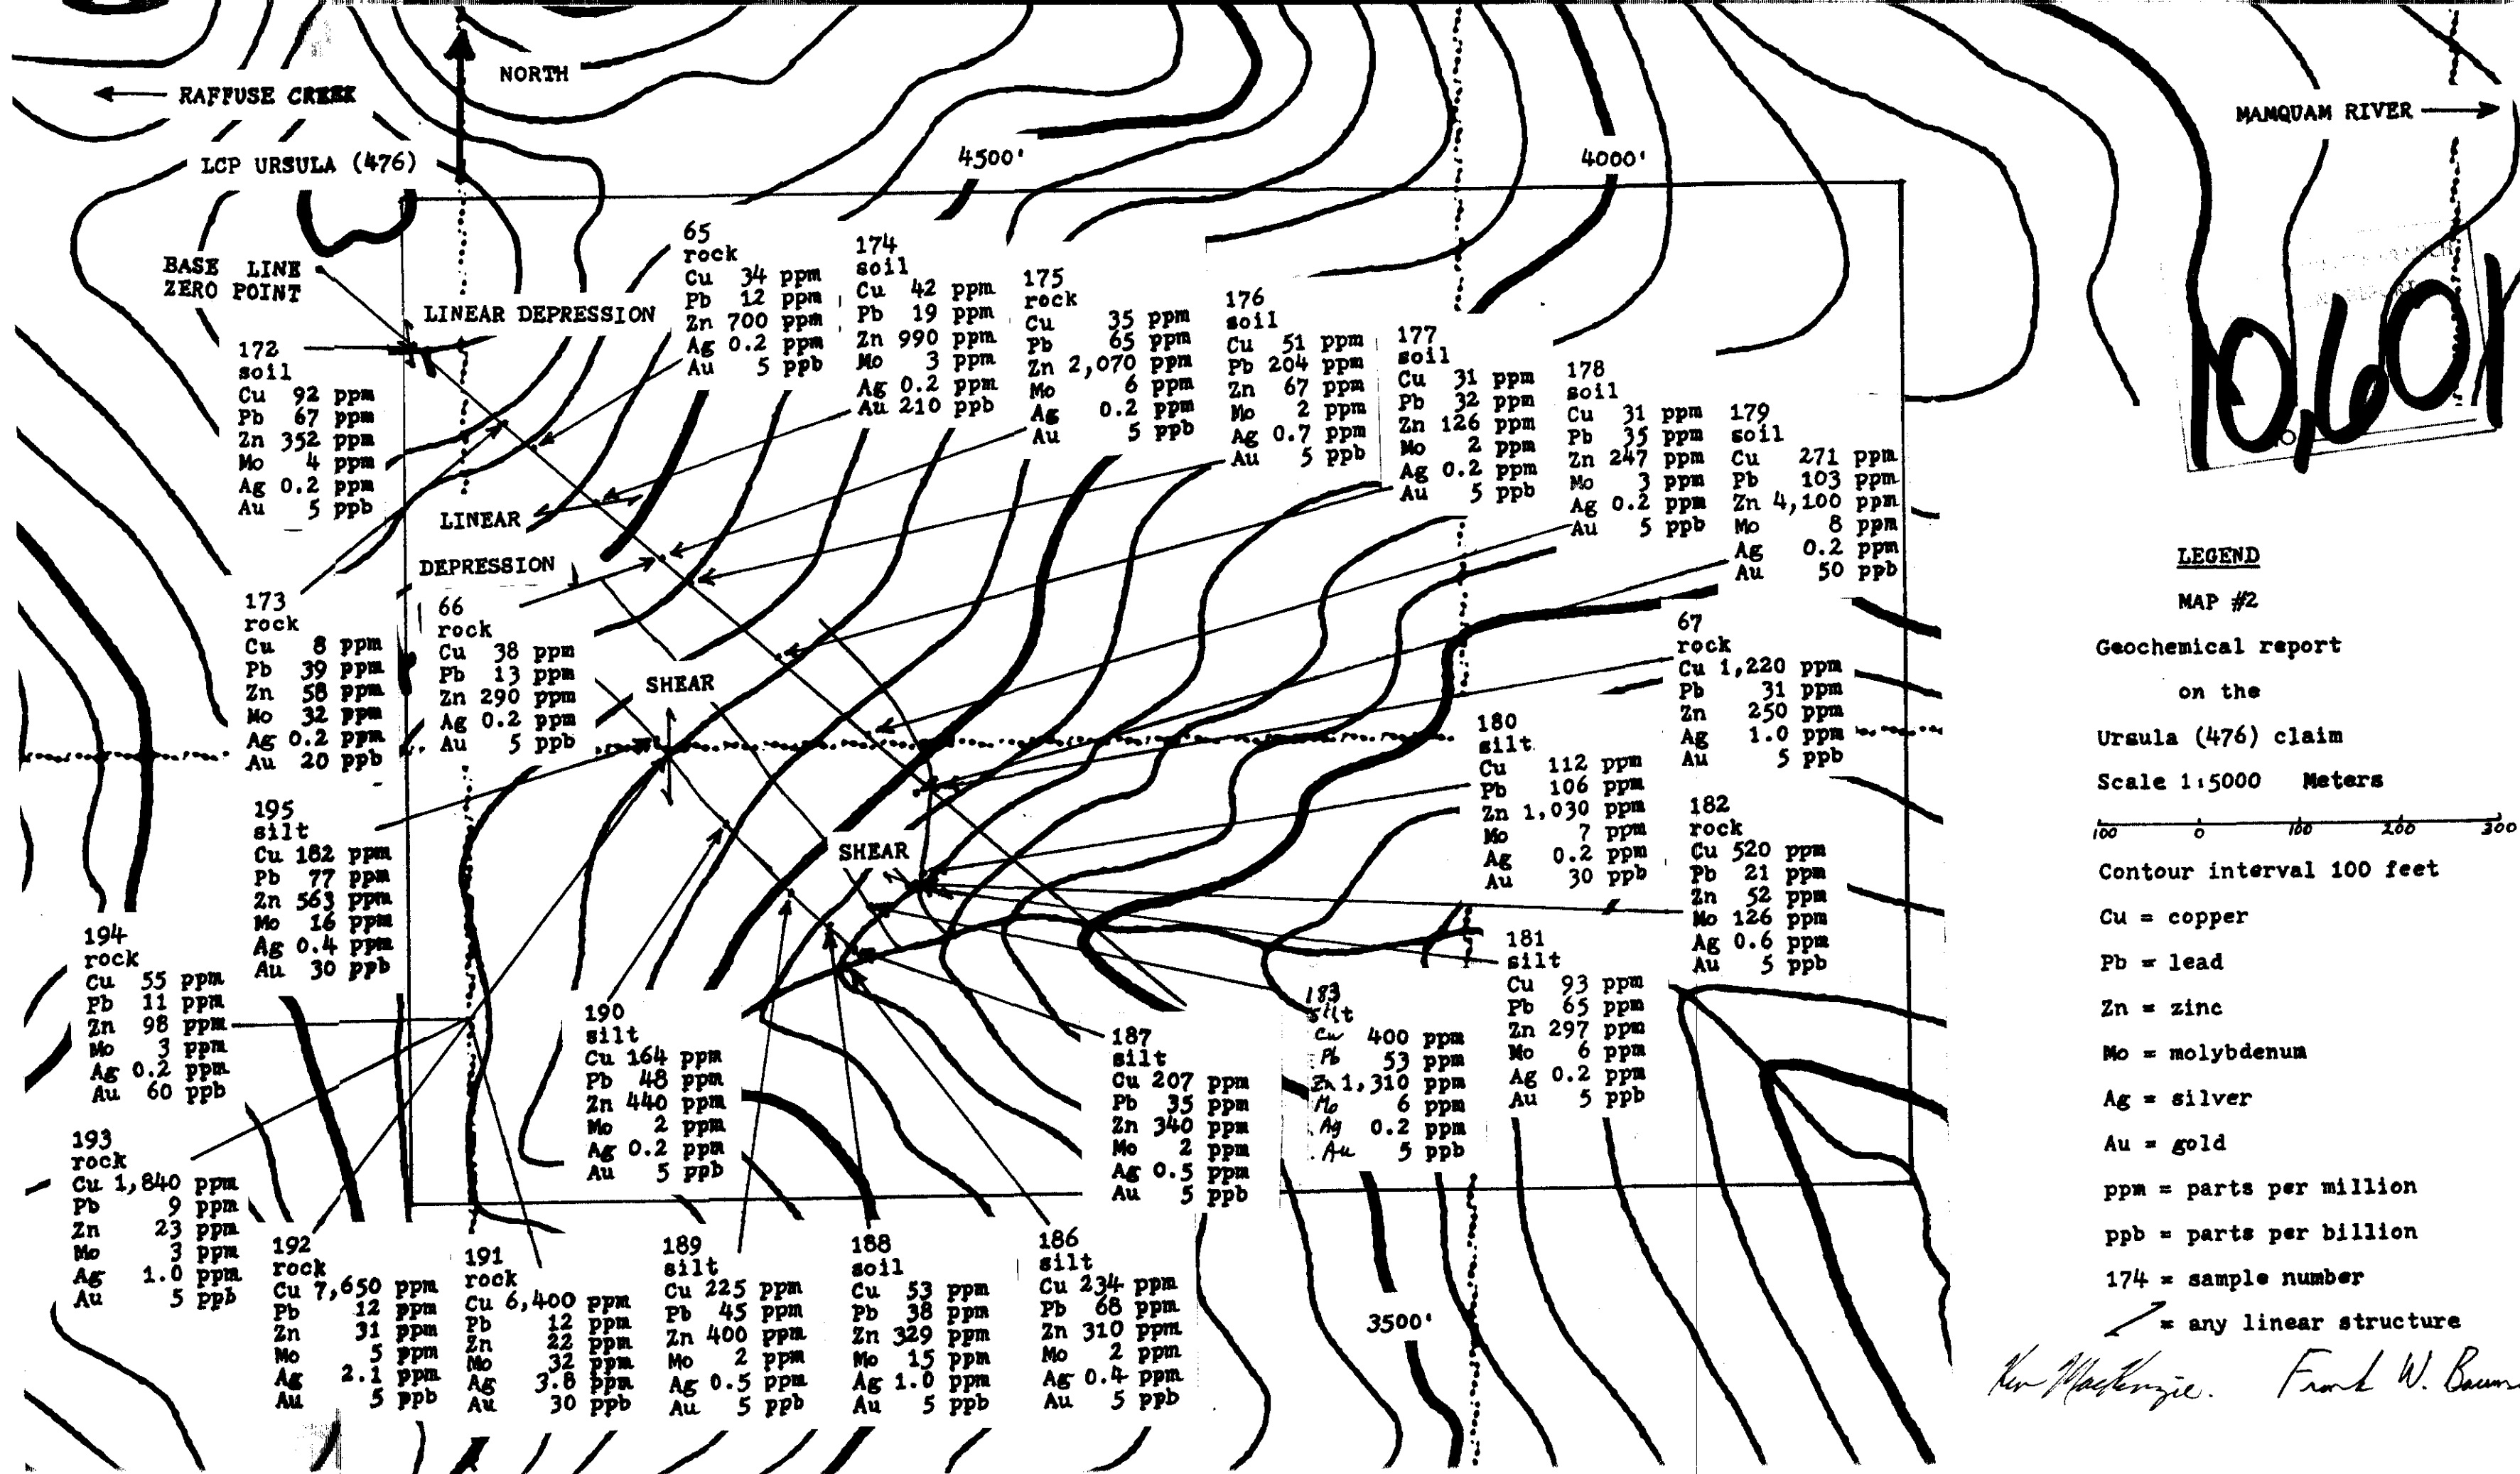 NORTH
← RAFFUSE CREEK
MAMQUAM RIVER →
LCP URSULA (476)
4500'
4000'
BASE LINE
ZERO POINT
LINEAR DEPRESSION
65
rock
Cu 34 ppm
Pb 12 ppm
Zn 700 ppm
Ag 0.2 ppm
Au 5 ppb
174
soil
Cu 42 ppm
Pb 19 ppm
Zn 990 ppm
Mo 3 ppm
Ag 0.2 ppm
Au 210 ppb
175
rock
Cu 35 ppm
Pb 65 ppm
Zn 2,070 ppm
Mo 6 ppm
Ag 0.2 ppm
Au 5 ppb
176
soil
Cu 51 ppm
Pb 204 ppm
Zn 67 ppm
Mo 2 ppm
Ag 0.7 ppm
Au 5 ppb
177
soil
Cu 31 ppm
Pb 32 ppm
Zn 126 ppm
Mo 2 ppm
Ag 0.2 ppm
Au 5 ppb
178
soil
Cu 31 ppm
Pb 35 ppm
Zn 247 ppm
Mo 3 ppm
Ag 0.2 ppm
Au 5 ppb
179
soil
Cu 271 ppm
Pb 103 ppm
Zn 4,100 ppm
Mo 8 ppm
Ag 0.2 ppm
Au 50 ppb
10,601
172
soil
Cu 92 ppm
Pb 67 ppm
Zn 352 ppm
Mo 4 ppm
Ag 0.2 ppm
Au 5 ppb
LINEAR
DEPRESSION
173
rock
Cu 8 ppm
Pb 39 ppm
Zn 58 ppm
Mo 32 ppm
Ag 0.2 ppm
Au 20 ppb
66
rock
Cu 38 ppm
Pb 13 ppm
Zn 290 ppm
Ag 0.2 ppm
Au 5 ppb
SHEAR
67
rock
Cu 1,220 ppm
Pb 31 ppm
Zn 250 ppm
Ag 1.0 ppm
Au 5 ppb
180
silt
Cu 112 ppm
Pb 106 ppm
Zn 1,030 ppm
Mo 7 ppm
Ag 0.2 ppm
Au 30 ppb
182
rock
Cu 520 ppm
Pb 21 ppm
Zn 52 ppm
Mo 126 ppm
Ag 0.6 ppm
Au 5 ppb
SHEAR
195
silt
Cu 182 ppm
Pb 77 ppm
Zn 563 ppm
Mo 16 ppm
Ag 0.4 ppm
Au 30 ppb
194
rock
Cu 55 ppm
Pb 11 ppm
Zn 98 ppm
Mo 3 ppm
Ag 0.2 ppm
Au 60 ppb
181
silt
Cu 93 ppm
Pb 65 ppm
Zn 297 ppm
Mo 6 ppm
Ag 0.2 ppm
Au 5 ppb
183
silt
Cu 400 ppm
Pb 53 ppm
Zn 1,310 ppm
Mo 6 ppm
Ag 0.2 ppm
Au 5 ppb
190
silt
Cu 164 ppm
Pb 48 ppm
Zn 440 ppm
Mo 2 ppm
Ag 0.2 ppm
Au 5 ppb
187
silt
Cu 207 ppm
Pb 35 ppm
Zn 340 ppm
Mo 2 ppm
Ag 0.5 ppm
Au 5 ppb
193
rock
Cu 1,840 ppm
Pb 9 ppm
Zn 23 ppm
Mo 3 ppm
Ag 1.0 ppm
Au 5 ppb
192
rock
Cu 7,650 ppm
Pb 12 ppm
Zn 31 ppm
Mo 5 ppm
Ag 2.1 ppm
Au 5 ppb
191
rock
Cu 6,400 ppm
Pb 12 ppm
Zn 22 ppm
Mo 32 ppm
Ag 3.8 ppm
Au 30 ppb
189
silt
Cu 225 ppm
Pb 45 ppm
Zn 400 ppm
Mo 2 ppm
Ag 0.5 ppm
Au 5 ppb
188
soil
Cu 53 ppm
Pb 38 ppm
Zn 329 ppm
Mo 15 ppm
Ag 1.0 ppm
Au 5 ppb
186
silt
Cu 234 ppm
Pb 68 ppm
Zn 310 ppm
Mo 2 ppm
Ag 0.4 ppm
Au 5 ppb
3500'
LEGEND
MAP #2
Geochemical report
on the
Ursula (476) claim
Scale 1:5000 Meters
100 0 100 200 300
Contour interval 100 feet
Cu = copper
Pb = lead
Zn = zinc
Mo = molybdenum
Ag = silver
Au = gold
ppm = parts per million
ppb = parts per billion
174 = sample number
= any linear structure
Ken MacKenzie. Frank W. Baum